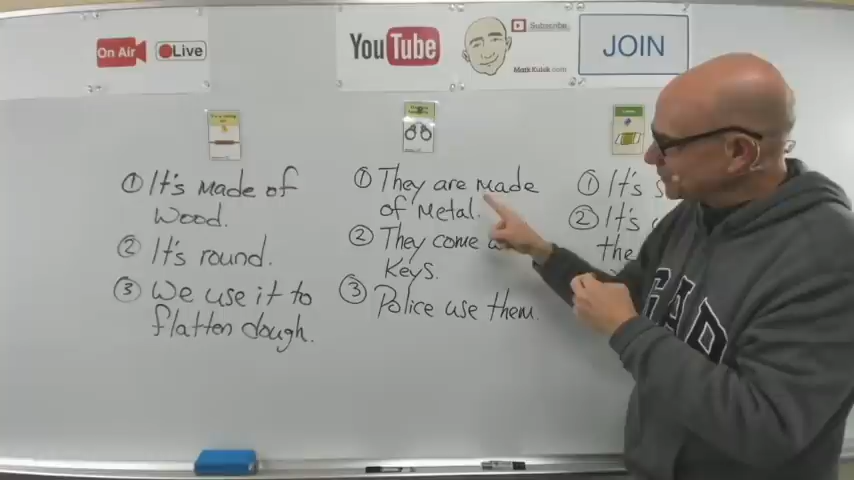 On Air
Live
YouTube
Subscribe
MarkKulek.com
JOIN
① It's made of
wood.
② It's round.
③ We use it to
flatten dough.
① They are made
of metal.
② They come
keys.
③ Police use them.
① It's
② It's
the
GAP